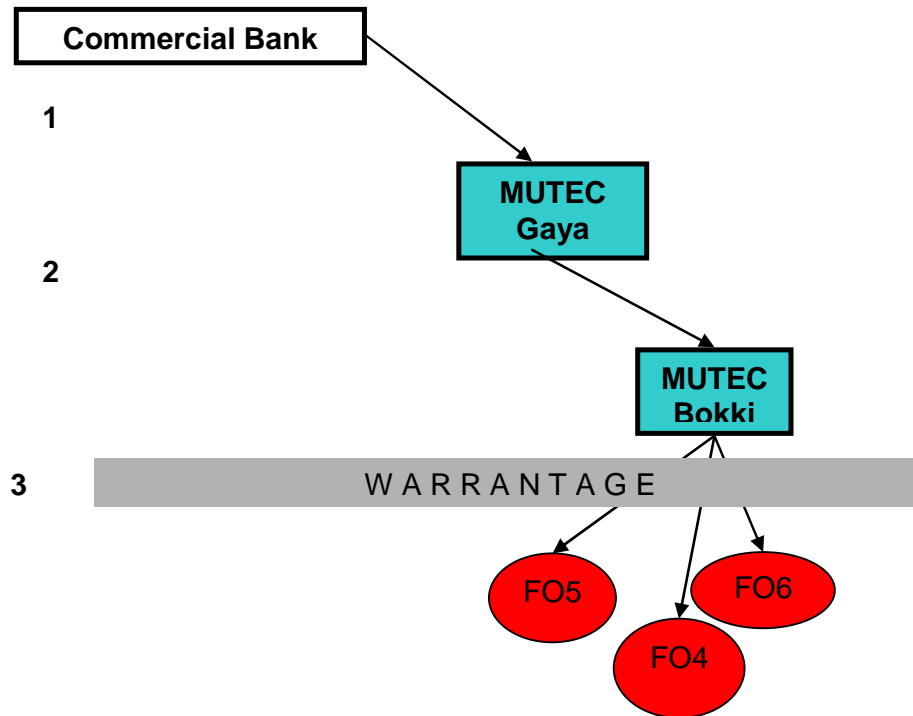 Commercial Bank
1
MUTEC
Gaya
2
MUTEC
Bokki
3
W A R R A N T A G E
FO5
FO6
FO4